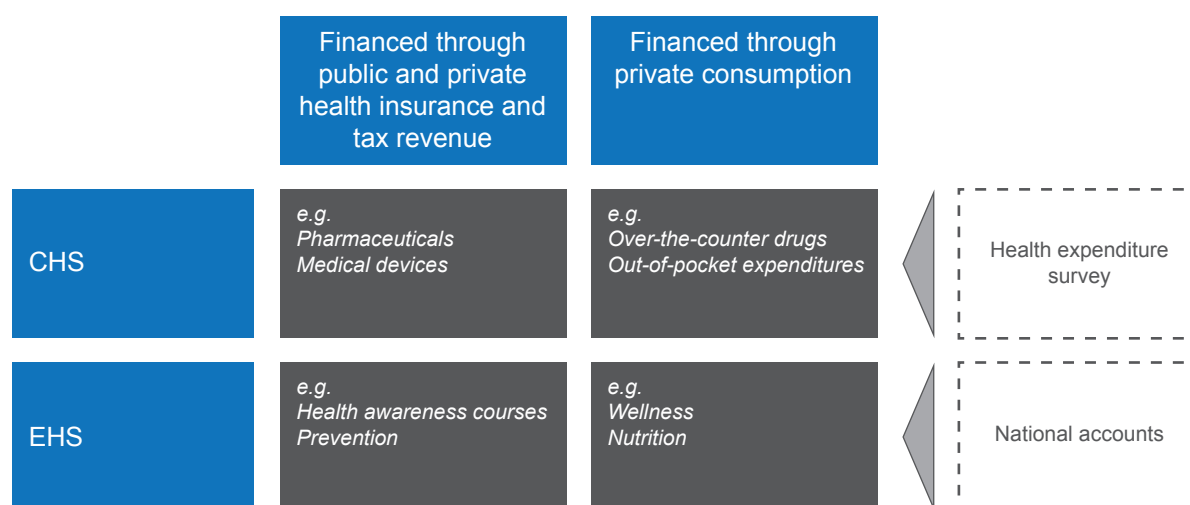 Financed through
public and private
health insurance and
tax revenue
Financed through
private consumption
CHS
e.g.
Pharmaceuticals
Medical devices
e.g.
Over-the-counter drugs
Out-of-pocket expenditures
Health expenditure
survey
EHS
e.g.
Health awareness courses
Prevention
e.g.
Wellness
Nutrition
National accounts